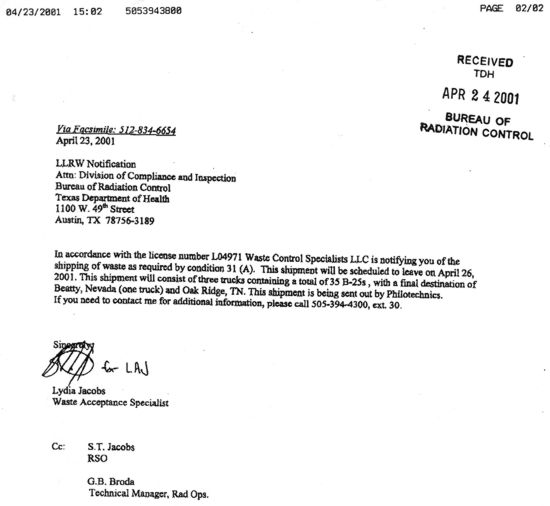 04/23/2001 15:02 5053943800 PAGE 02/02
RECEIVED
TDH
APR 24 2001
BUREAU OF
RADIATION CONTROL
Via Facsimile: 512-834-6654
April 23, 2001
LLRW Notification
Attn: Division of Compliance and Inspection
Bureau of Radiation Control
Texas Department of Health
1100 W. 49th Street
Austin, TX 78756-3189
In accordance with the license number L04971 Waste Control Specialists LLC is notifying you of the
shipping of waste as required by condition 31 (A). This shipment will be scheduled to leave on April 26,
2001. This shipment will consist of three trucks containing a total of 35 B-25s , with a final destination of
Beatty, Nevada (one truck) and Oak Ridge, TN. This shipment is being sent out by Philotechnics.
If you need to contact me for additional information, please call 505-394-4300, ext. 30.
Sincerely,
for LAJ
Lydia Jacobs
Waste Acceptance Specialist
Cc: S.T. Jacobs
RSO
G.B. Broda
Technical Manager, Rad Ops.